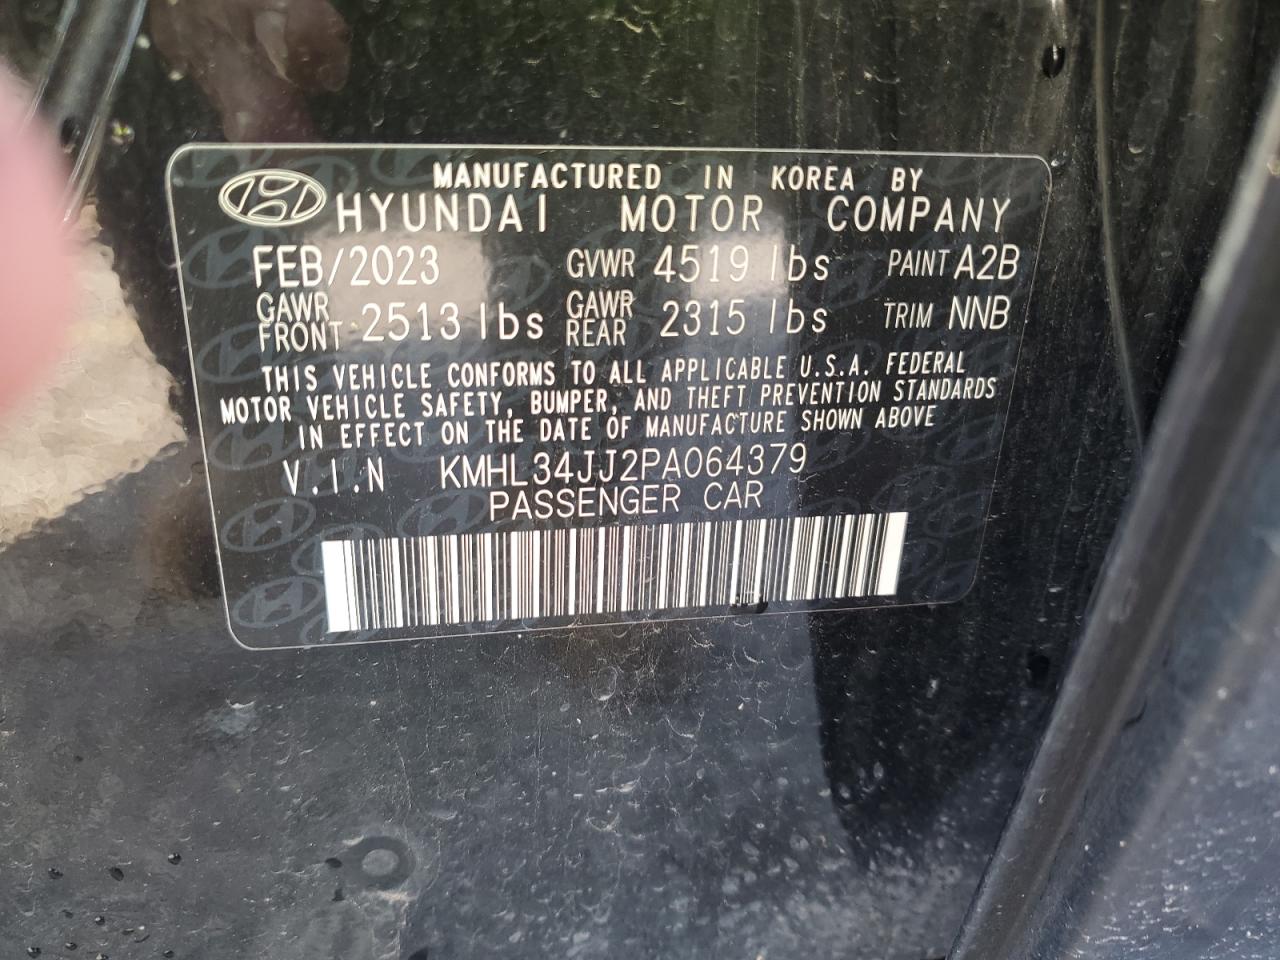 MANUFACTURED IN KOREA BY
HYUNDAI MOTOR COMPANY
FEB/2023 GVWR 4519 lbs PAINT A2B
GAWR FRONT 2513 lbs GAWR REAR 2315 lbs TRIM NNB
THIS VEHICLE CONFORMS TO ALL APPLICABLE U.S.A. FEDERAL
MOTOR VEHICLE SAFETY, BUMPER, AND THEFT PREVENTION STANDARDS
IN EFFECT ON THE DATE OF MANUFACTURE SHOWN ABOVE
V.I.N KMHL34JJ2PA064379
PASSENGER CAR